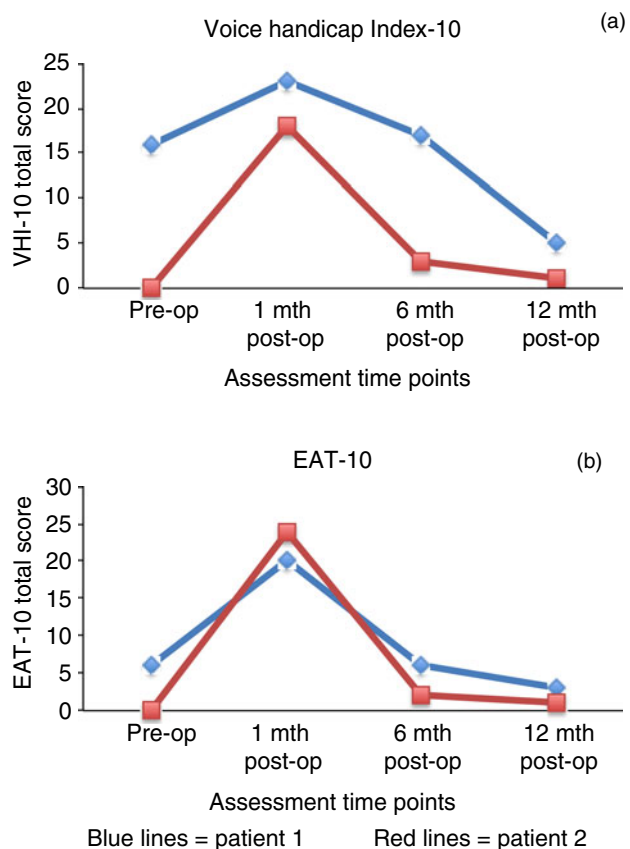 Voice handicap Index-10
(a)
VHI-10 total score
25
20
15
10
5
0
Pre-op
1 mth
post-op
6 mth
post-op
12 mth
post-op
Assessment time points
EAT-10
(b)
EAT-10 total score
30
25
20
15
10
5
0
Pre-op
1 mth
post-op
6 mth
post-op
12 mth
post-op
Assessment time points
Blue lines = patient 1
Red lines = patient 2